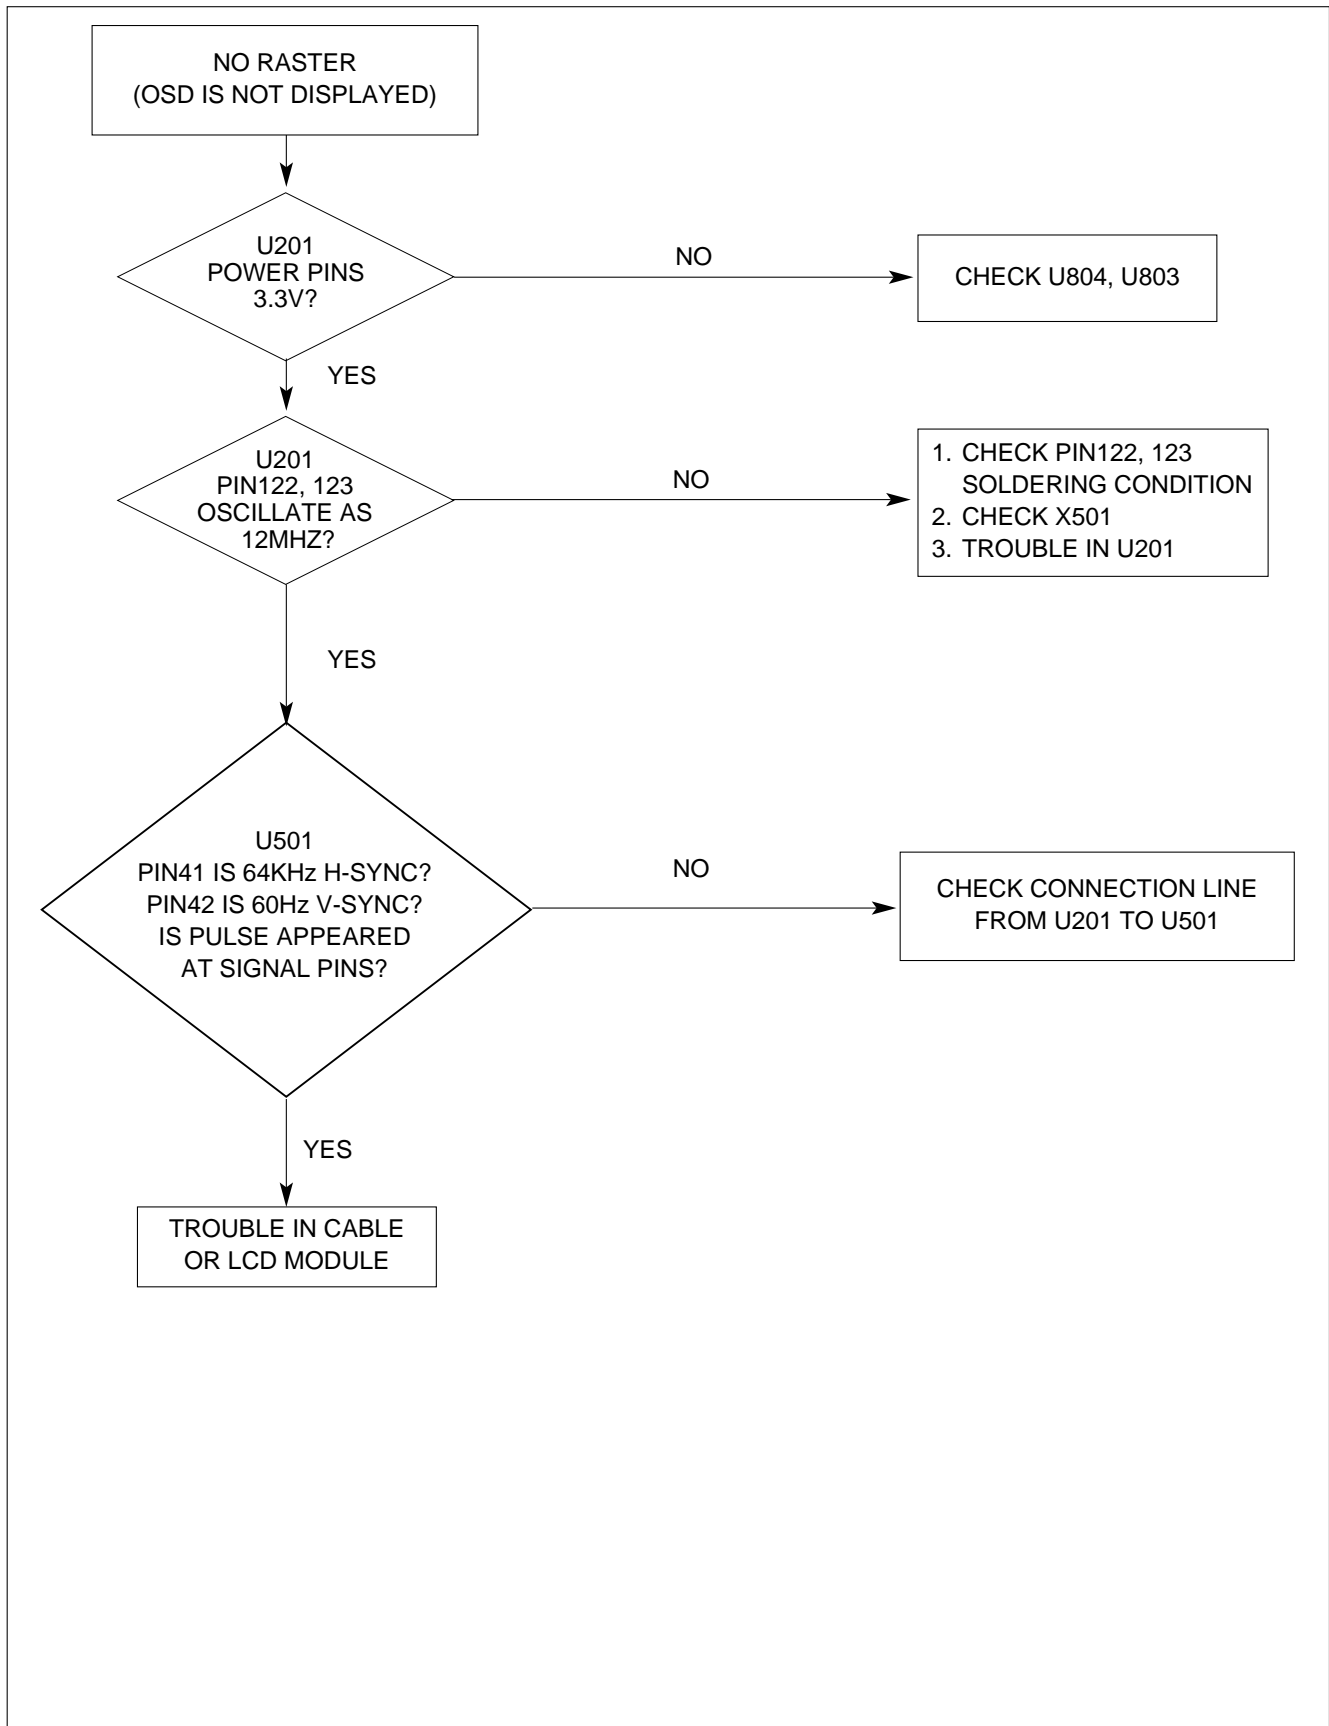 NO RASTER
(OSD IS NOT DISPLAYED)
U201
POWER PINS
3.3V?
NO
CHECK U804, U803
YES
U201
PIN122, 123
OSCILLATE AS
12MHZ?
NO
1. CHECK PIN122, 123
SOLDERING CONDITION
2. CHECK X501
3. TROUBLE IN U201
YES
U501
PIN41 IS 64KHz H-SYNC?
PIN42 IS 60Hz V-SYNC?
IS PULSE APPEARED
AT SIGNAL PINS?
NO
CHECK CONNECTION LINE
FROM U201 TO U501
YES
TROUBLE IN CABLE
OR LCD MODULE